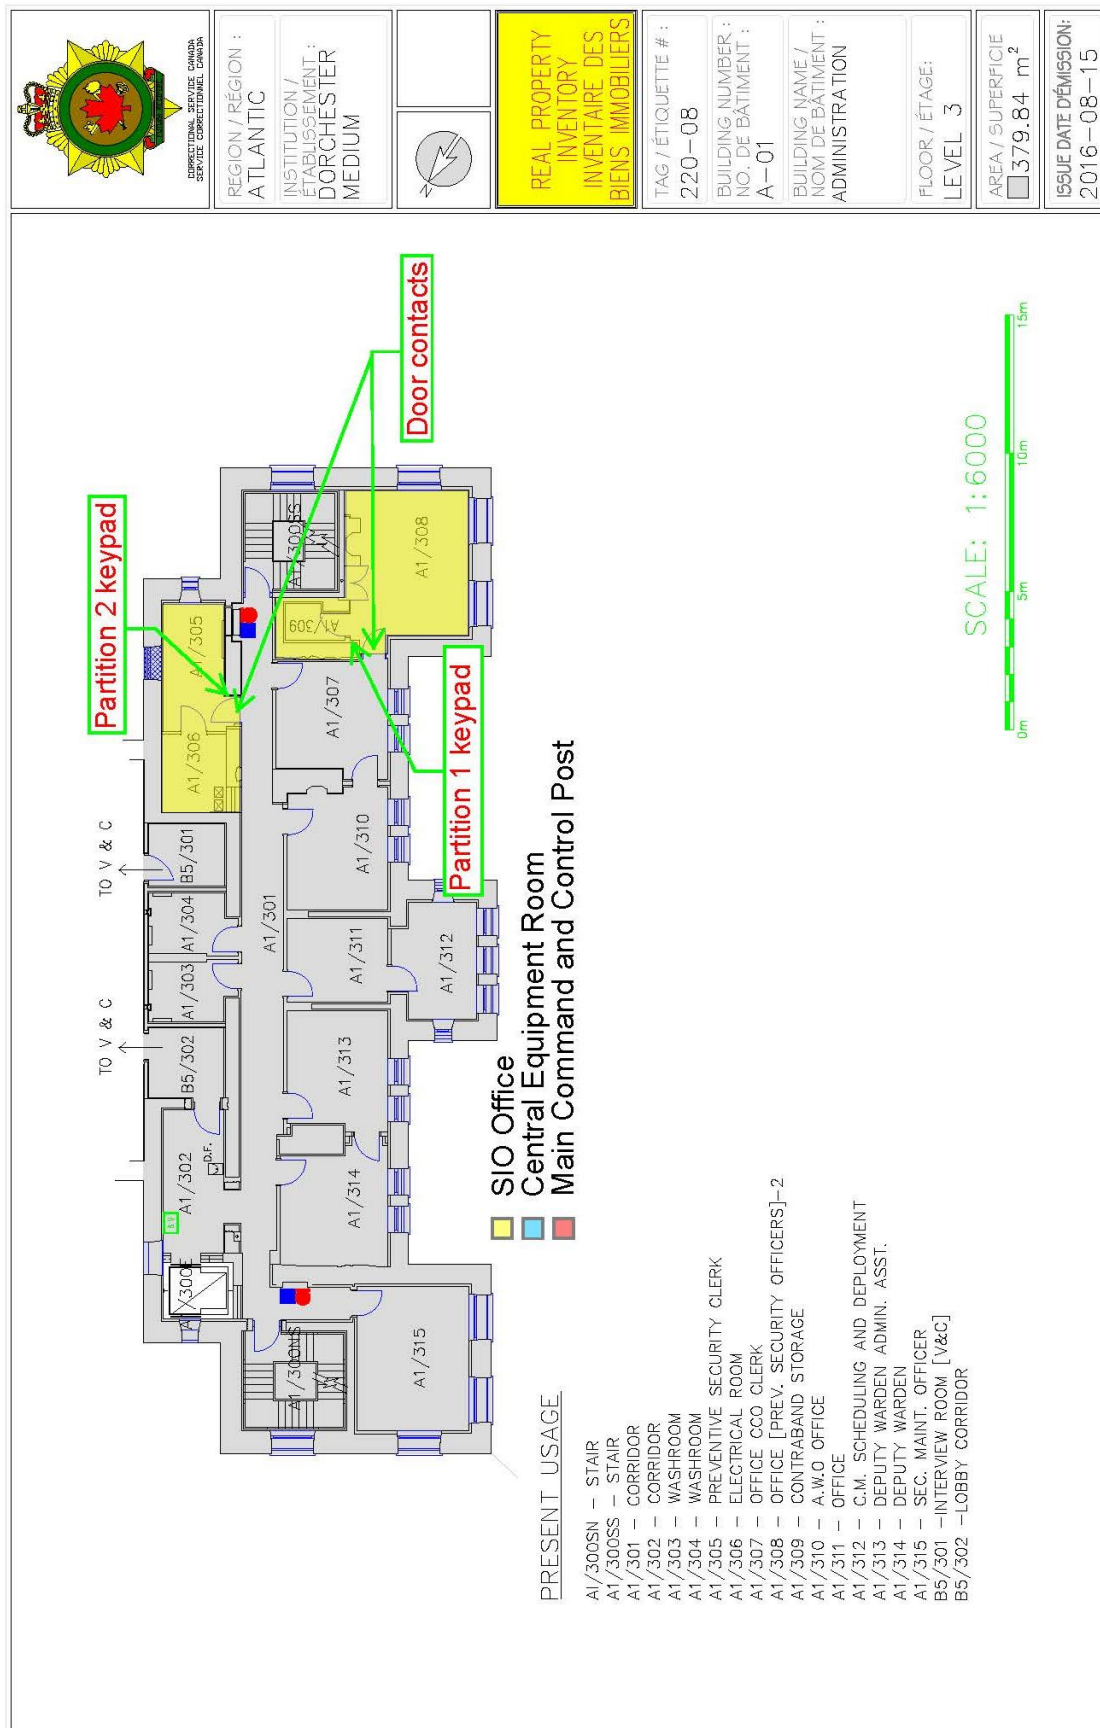 CORRECTIONAL SERVICE CANADA
SERVICE CORRECTIONNEL CANADA
RÉGION / RÉGION :
ATLANTIC
INSTITUTION /
ÉTABLISSEMENT :
DORCHESTER
MEDIUM
N
REAL PROPERTY
INVENTORY
INVENTAIRE DES
BIENS IMMOBILIERS
TAG / ÉTIQUETTE # :
220-08
BUILDING NUMBER :
NO. DE BÂTIMENT :
A-01
BUILDING NAME /
NOM DE BÂTIMENT :
ADMINISTRATION
FLOOR / ÉTAGE:
LEVEL 3
AREA / SUPERFICIE
379.84 m²
ISSUE DATE D'ÉMISSION:
2016-08-15
TO V & C
TO V & C
Partition 2 keypad
Door contacts
Partition 1 keypad
A1/302
D.F.
B5/302
A1/303
A1/304
B5/301
A1/306
A1/305
A1/301
A1/300NS
A1/300SS
A1/315
A1/314
A1/313
A1/311
A1/312
A1/310
A1/307
A1/309
A1/308
SIO Office
Central Equipment Room
Main Command and Control Post
PRESENT USAGE
A1/300SN – STAIR
A1/300SS – STAIR
A1/301 – CORRIDOR
A1/302 – CORRIDOR
A1/303 – WASHROOM
A1/304 – WASHROOM
A1/305 – PREVENTIVE SECURITY CLERK
A1/306 – ELECTRICAL ROOM
A1/307 – OFFICE CCO CLERK
A1/308 – OFFICE [PREV. SECURITY OFFICERS]-2
A1/309 – CONTRABAND STORAGE
A1/310 – A.W.O OFFICE
A1/311 – OFFICE
A1/312 – C.M. SCHEDULING AND DEPLOYMENT
A1/313 – DEPUTY WARDEN ADMIN. ASST.
A1/314 – DEPUTY WARDEN
A1/315 – SEC. MAINT. OFFICER
B5/301 –INTERVIEW ROOM [V&C]
B5/302 –LOBBY CORRIDOR
SCALE: 1:6000
0m 5m 10m 15m